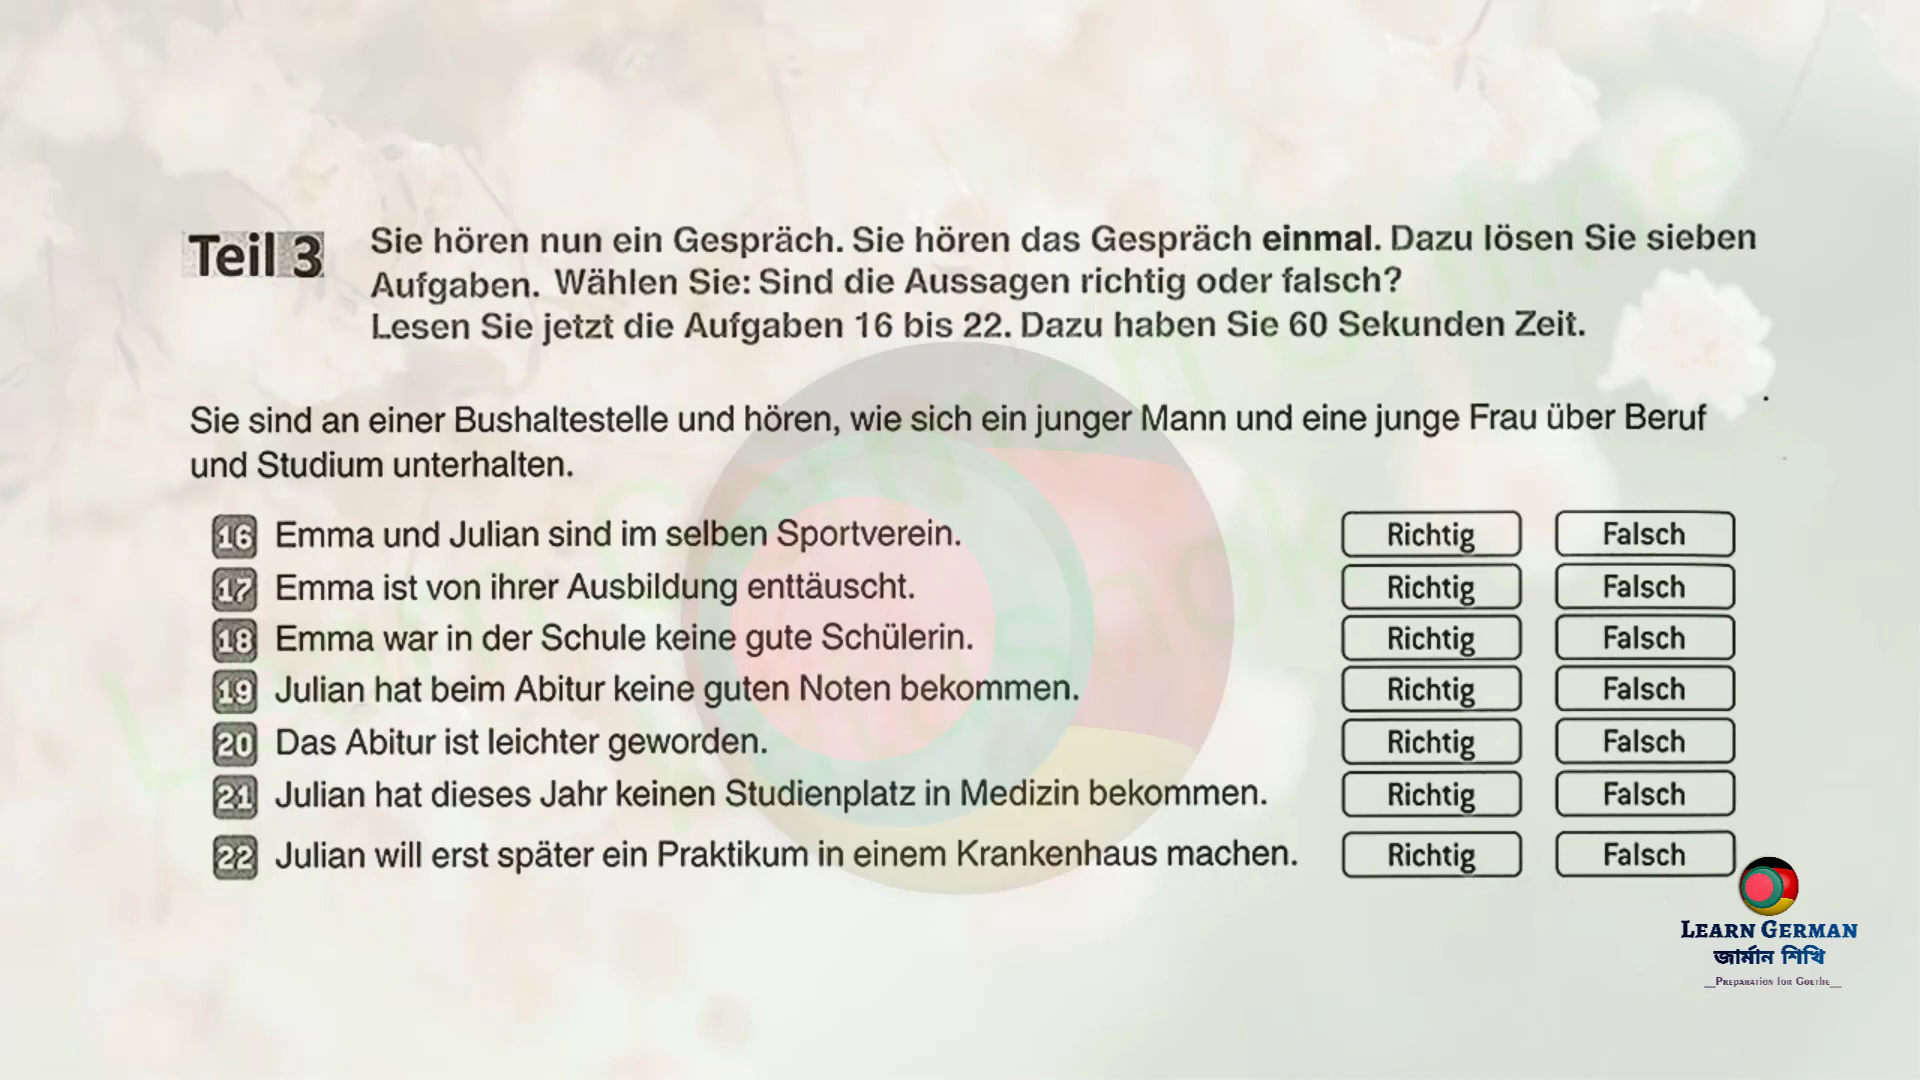 Teil 3
Sie hören nun ein Gespräch. Sie hören das Gespräch einmal. Dazu lösen Sie sieben
Aufgaben. Wählen Sie: Sind die Aussagen richtig oder falsch?
Lesen Sie jetzt die Aufgaben 16 bis 22. Dazu haben Sie 60 Sekunden Zeit.
Sie sind an einer Bushaltestelle und hören, wie sich ein junger Mann und eine junge Frau über Beruf
und Studium unterhalten.
16 Emma und Julian sind im selben Sportverein. Richtig Falsch
17 Emma ist von ihrer Ausbildung enttäuscht. Richtig Falsch
18 Emma war in der Schule keine gute Schülerin. Richtig Falsch
19 Julian hat beim Abitur keine guten Noten bekommen. Richtig Falsch
20 Das Abitur ist leichter geworden. Richtig Falsch
21 Julian hat dieses Jahr keinen Studienplatz in Medizin bekommen. Richtig Falsch
22 Julian will erst später ein Praktikum in einem Krankenhaus machen. Richtig Falsch
Learn German
জার্মান শিখি
__Preparation for Goethe__